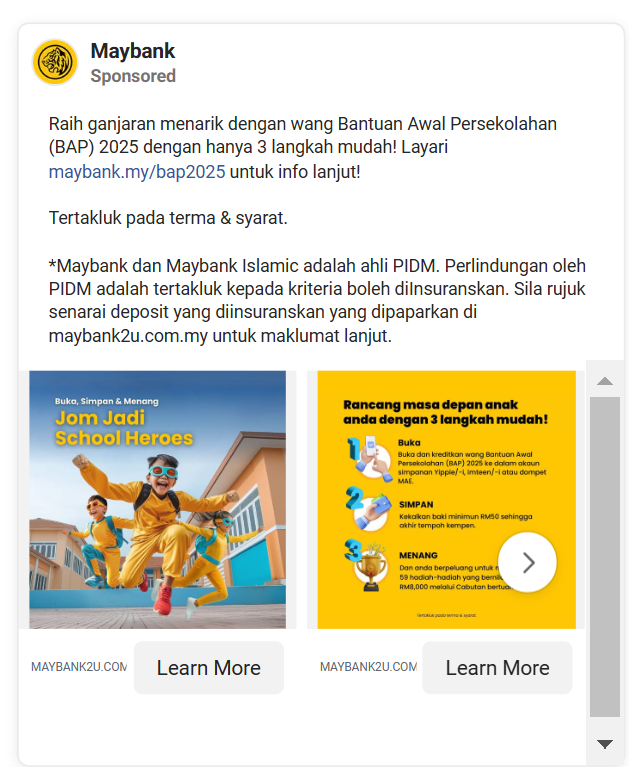 Maybank
Sponsored
Raih ganjaran menarik dengan wang Bantuan Awal Persekolahan
(BAP) 2025 dengan hanya 3 langkah mudah! Layari
maybank.my/bap2025 untuk info lanjut!
Tertakluk pada terma & syarat.
*Maybank dan Maybank Islamic adalah ahli PIDM. Perlindungan oleh
PIDM adalah tertakluk kepada kriteria boleh diInsuranskan. Sila rujuk
senarai deposit yang diinsuranskan yang dipaparkan di
maybank2u.com.my untuk maklumat lanjut.
Buka, Simpan & Menang
Jom Jadi
School Heroes
Rancang masa depan anak
anda dengan 3 langkah mudah!
1
Buka
Buka dan kreditkan wang Bantuan Awal
Persekolahan (BAP) 2025 ke dalam akaun
simpanan Yippie/-i, imteen/-i atau dompet
MAE.
2
SIMPAN
Kekalkan baki minimun RM50 sehingga
akhir tempoh kempen.
3
MENANG
Dan anda berpeluang untuk
59 hadiah-hadiah yang
RM8,000 melalui Cabutan
Tertakluk pada terma & syarat
MAYBANK2U.COM
Learn More
MAYBANK2U.COM
Learn More